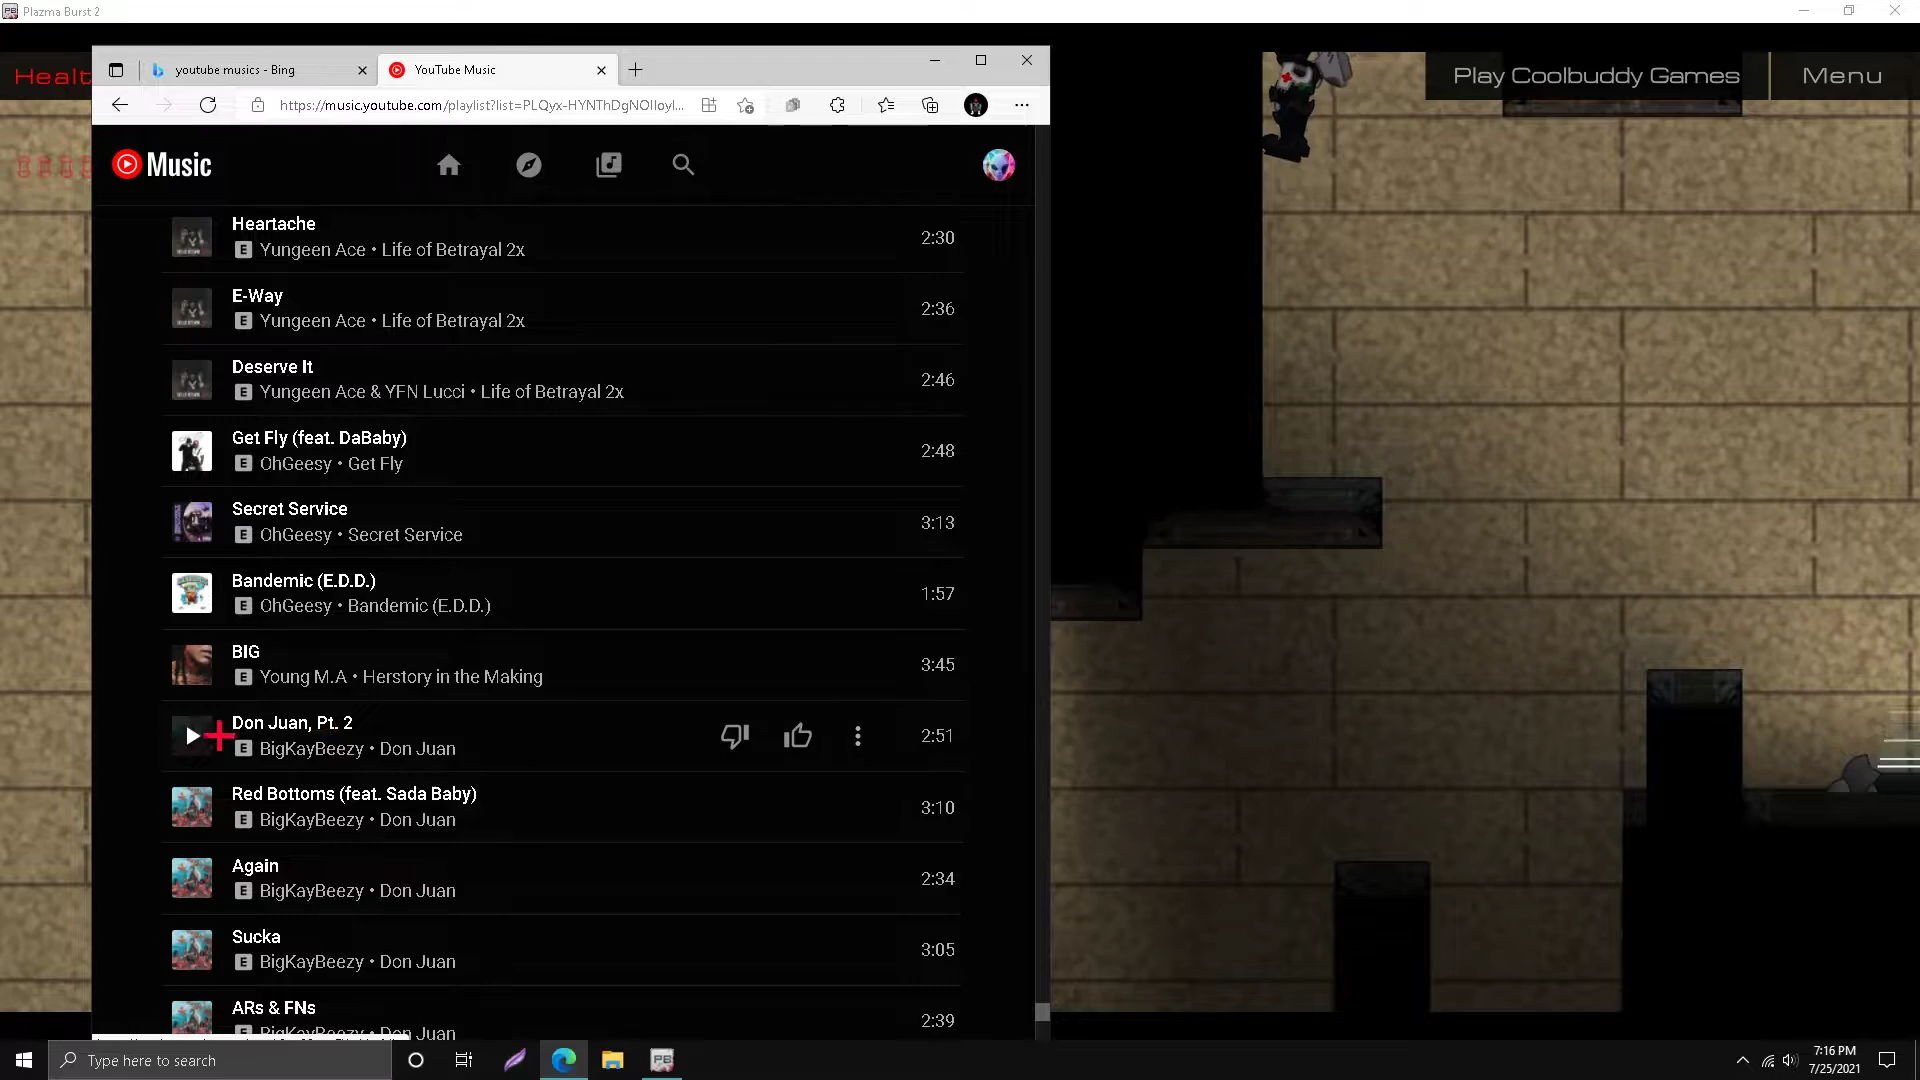 Plazma Burst 2
youtube musics - Bing
YouTube Music
https://music.youtube.com/playlist?list=PLQyx-HYNThDgNOIIoyl...
Healt
Play Coolbuddy Games
Menu
Music
Heartache
E Yungeen Ace • Life of Betrayal 2x
2:30
E-Way
E Yungeen Ace • Life of Betrayal 2x
2:36
Deserve It
E Yungeen Ace & YFN Lucci • Life of Betrayal 2x
2:46
Get Fly (feat. DaBaby)
E OhGeesy • Get Fly
2:48
Secret Service
E OhGeesy • Secret Service
3:13
Bandemic (E.D.D.)
E OhGeesy • Bandemic (E.D.D.)
1:57
BIG
E Young M.A • Herstory in the Making
3:45
Don Juan, Pt. 2
E BigKayBeezy • Don Juan
2:51
Red Bottoms (feat. Sada Baby)
E BigKayBeezy • Don Juan
3:10
Again
E BigKayBeezy • Don Juan
2:34
Sucka
E BigKayBeezy • Don Juan
3:05
ARs & FNs
E BigKayBeezy • Don Juan
2:39
Type here to search
PB
7:16 PM
7/25/2021